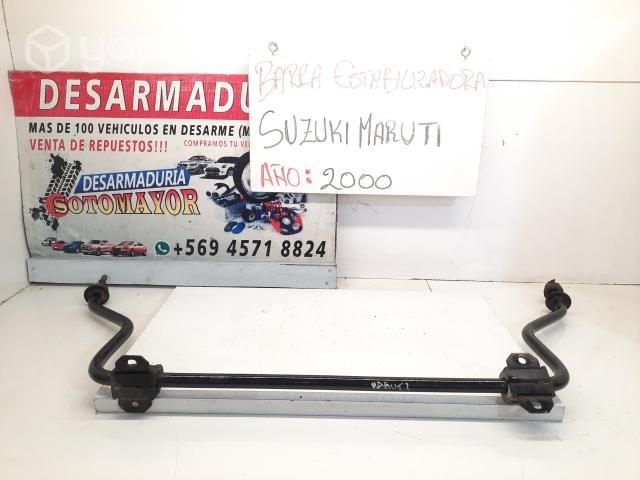 BARRA ESTABILIZADORA
SUZUKI MARUTI
AÑO: 2000
DESARMADU
MAS DE 100 VEHICULOS EN DESARME (M
VENTA DE REPUESTOS!!!
COMPRAMOS TU VE
DESARMADURIA
SOTOMAYOR
+569 4571 8824
MARUTI